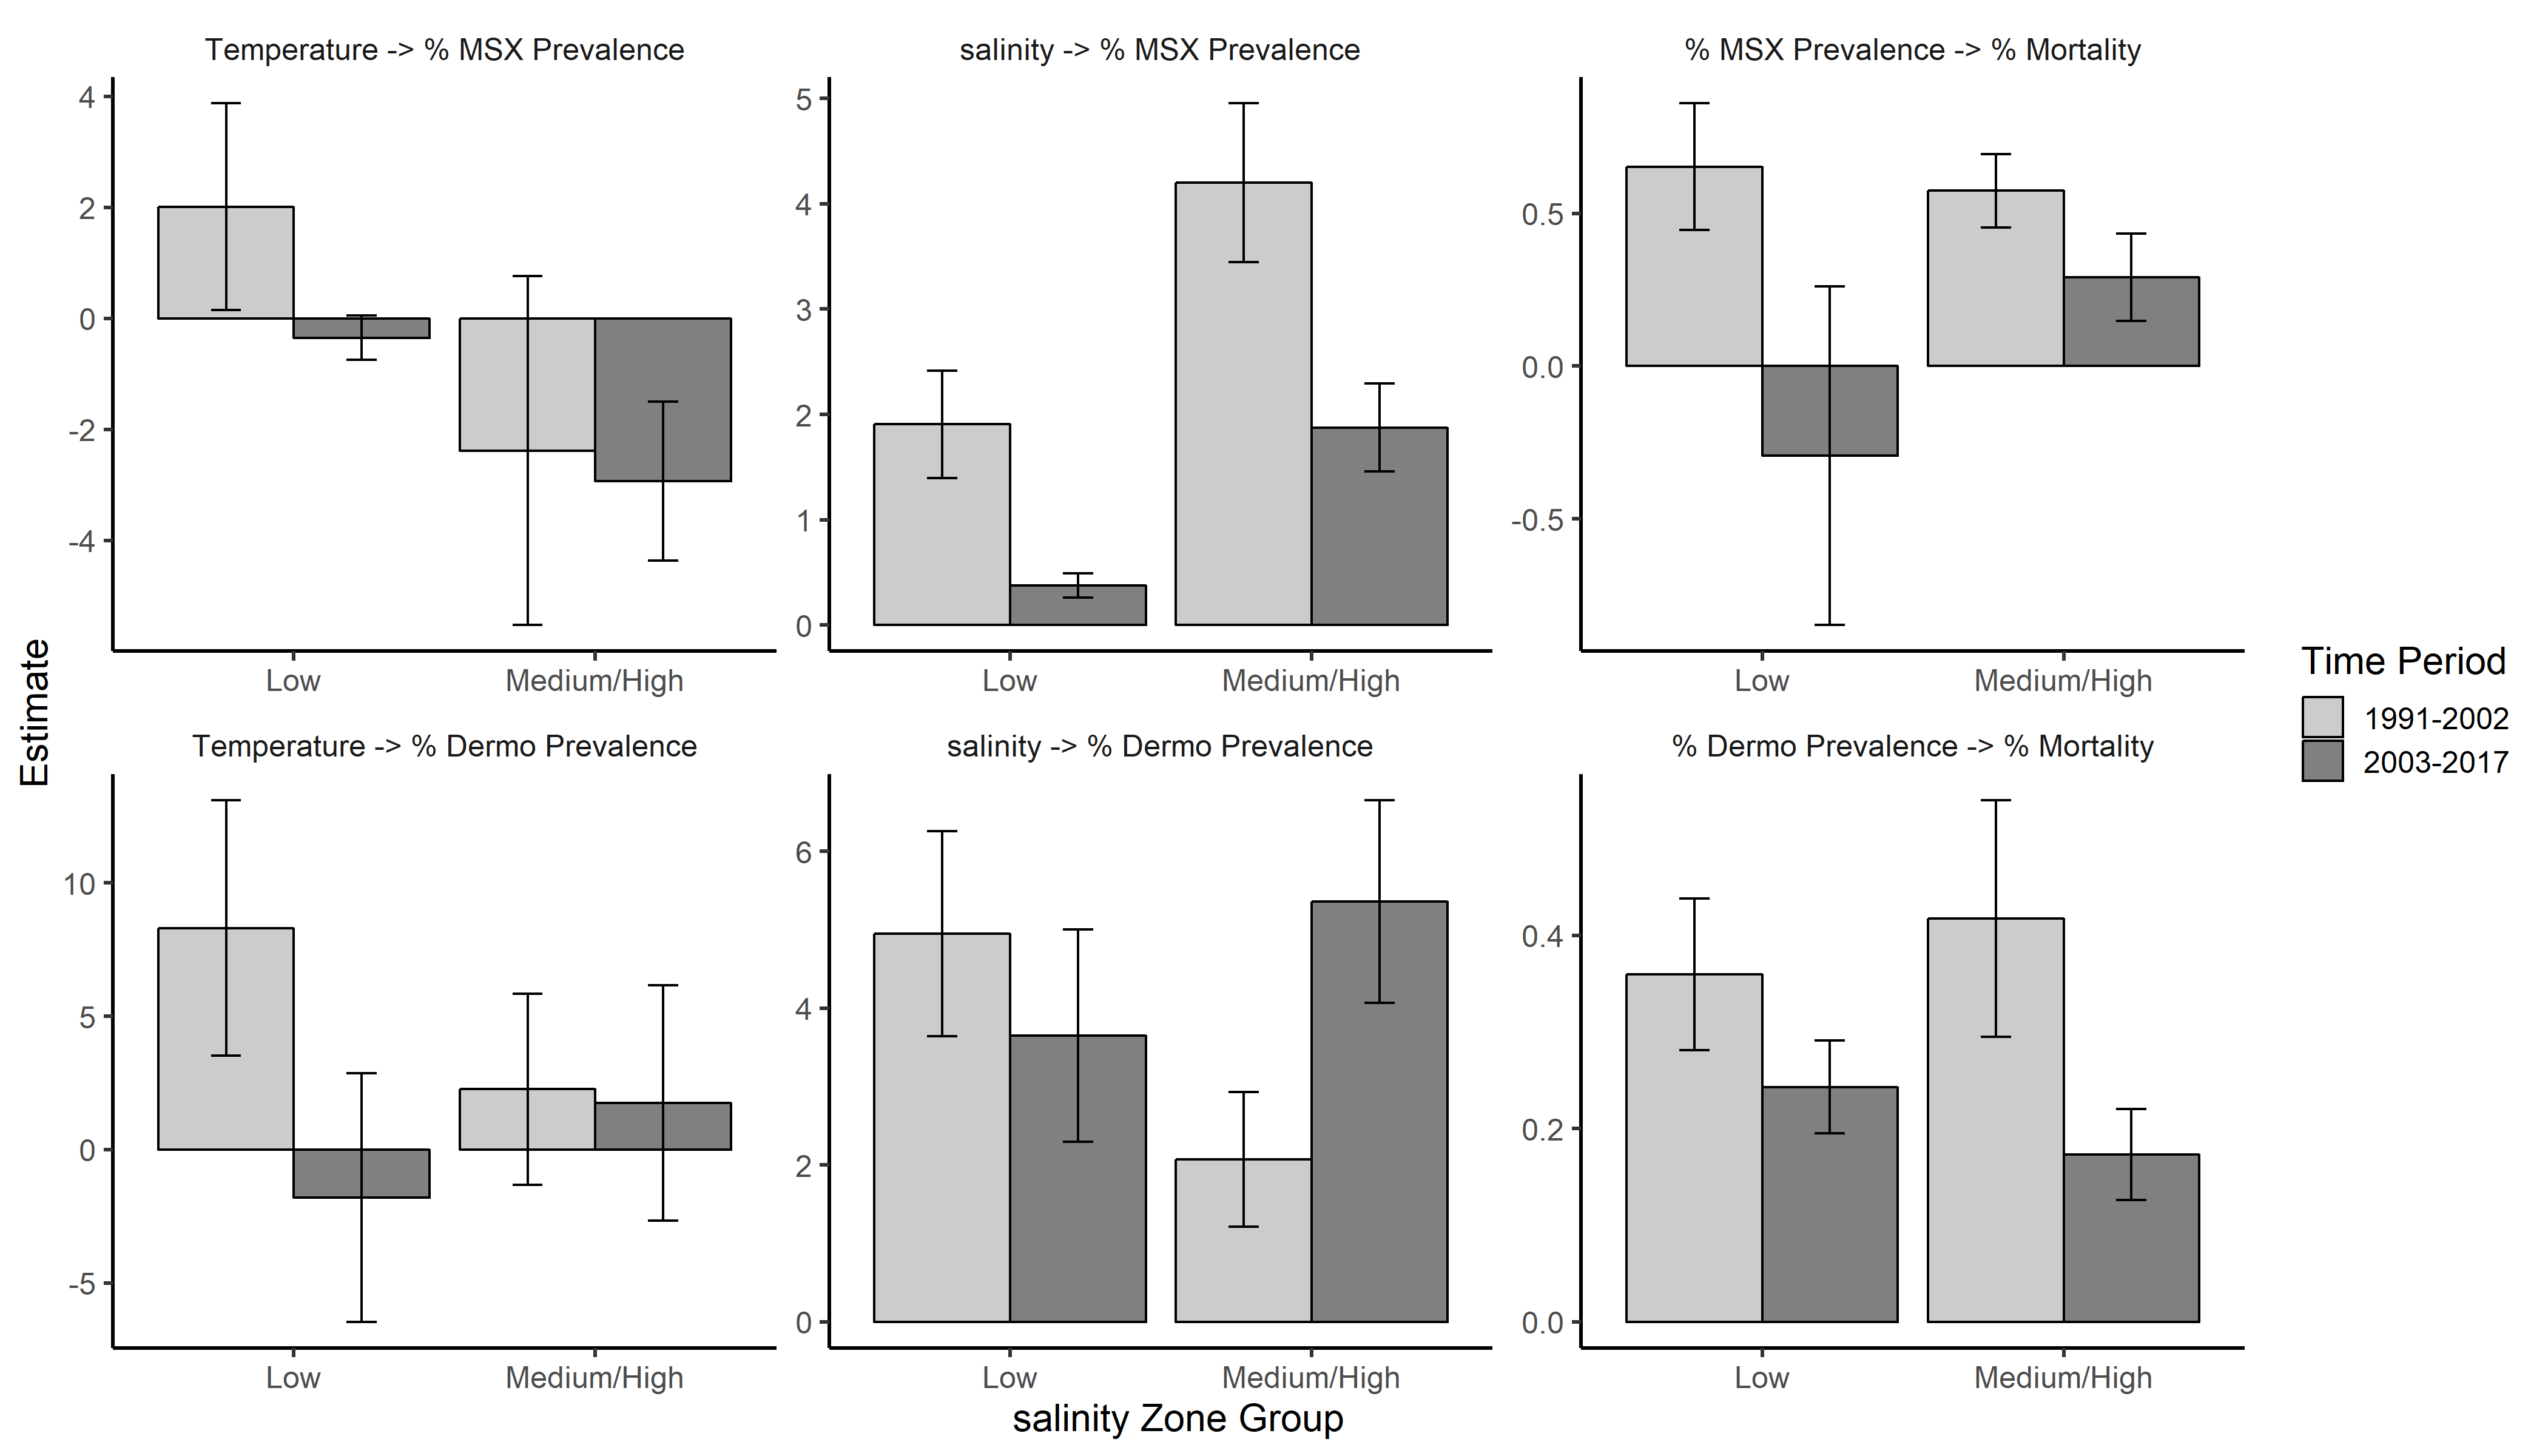 Temperature -> % MSX Prevalence
salinity -> % MSX Prevalence
% MSX Prevalence -> % Mortality
4
2
0
-2
-4
Low
Medium/High
5
4
3
2
1
0
Low
Medium/High
0.5
0.0
-0.5
Low
Medium/High
Estimate
Temperature -> % Dermo Prevalence
salinity -> % Dermo Prevalence
% Dermo Prevalence -> % Mortality
10
5
0
-5
Low
Medium/High
6
4
2
0
Low
Medium/High
0.4
0.2
0.0
Low
Medium/High
salinity Zone Group
Time Period
1991-2002
2003-2017